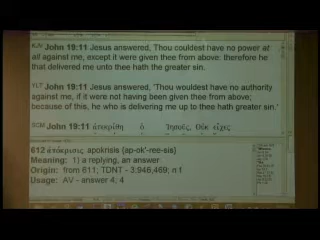 KJV John 19:11 Jesus answered, Thou couldest have no power at
all against me, except it were given thee from above: therefore he
that delivered me unto thee hath the greater sin.
YLT John 19:11 Jesus answered, 'Thou wouldest have no authority
against me, if it were not having been given thee from above;
because of this, he who is delivering me up to thee hath greater sin.'
SCM John 19:11 ἀπεκρίθη ὁ Ἰησοῦς, Οὐκ εἶχες
612 ἀπόκρισις apokrisis (ap-ok'-ree-sis)
Meaning: 1) a replying, an answer
Origin: from 611; TDNT - 3:946,469; n f
Usage: AV - answer 4; 4